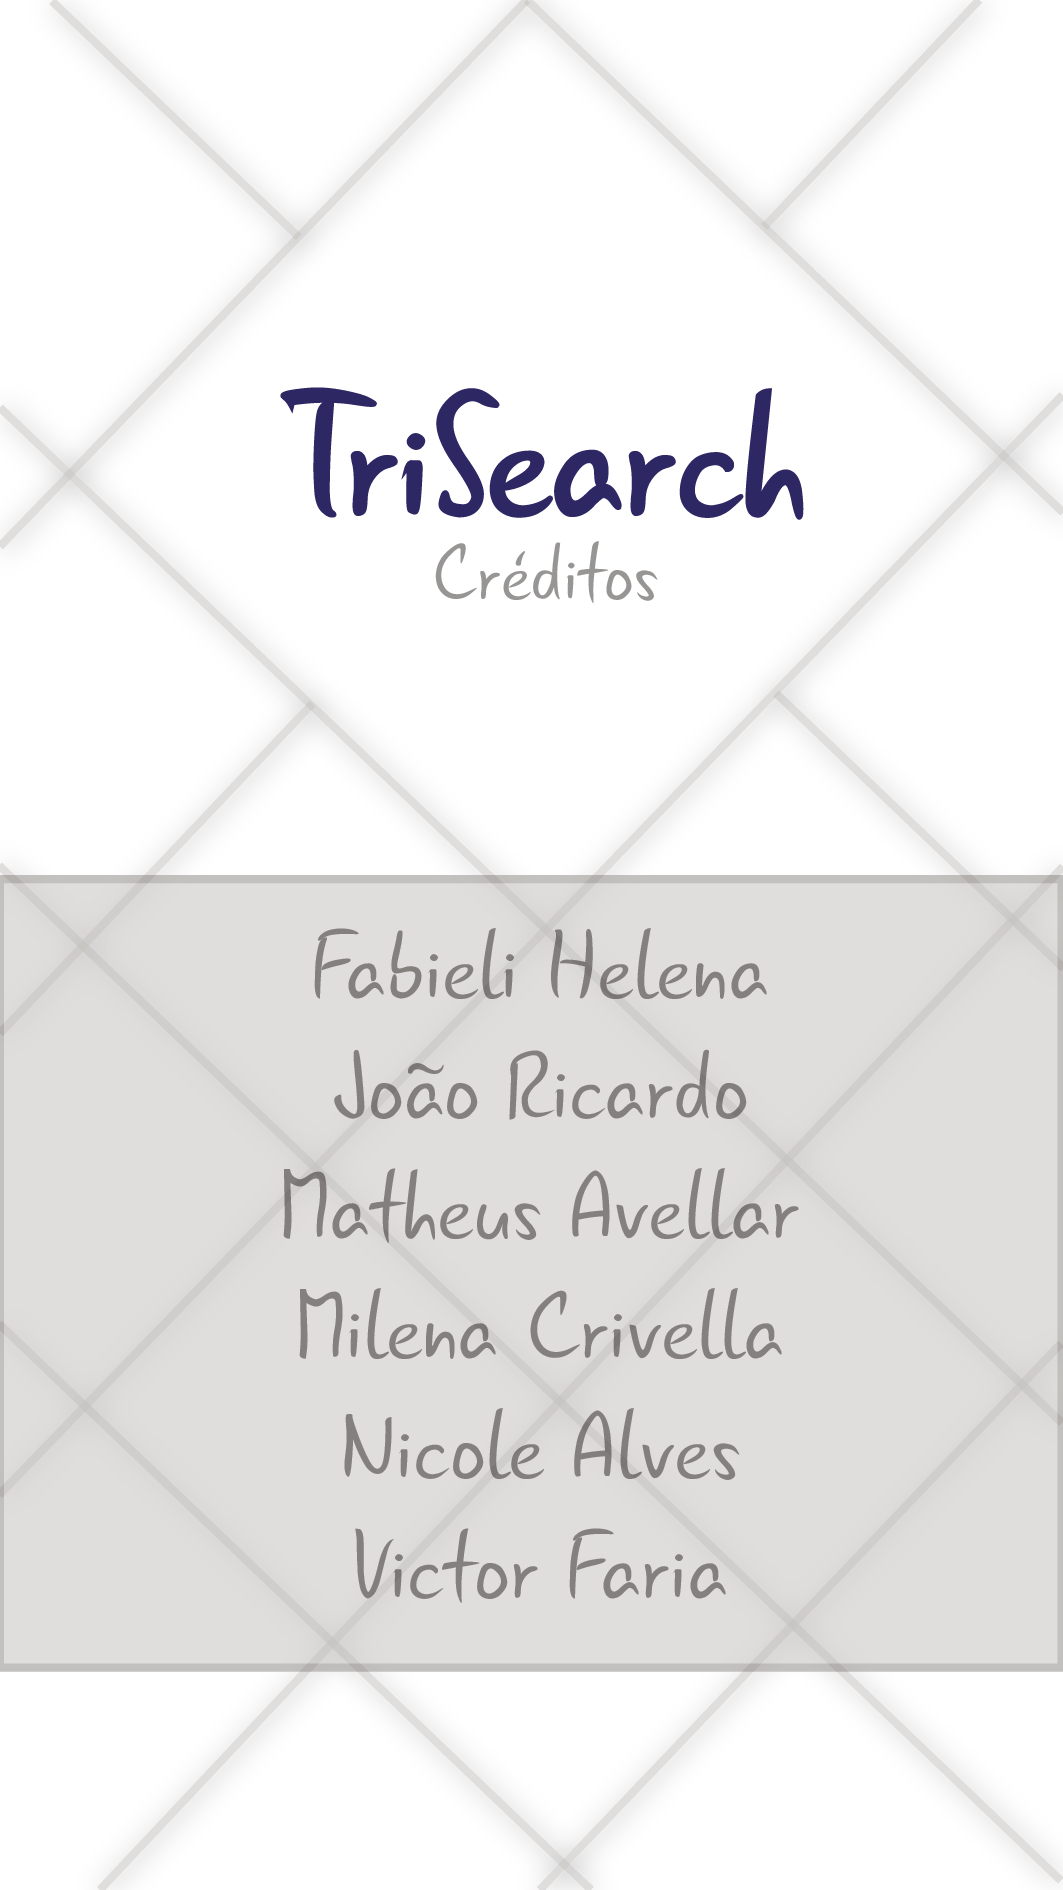 TriSearch
Créditos
Fabieli Helena
João Ricardo
Matheus Avellar
Milena Crivella
Nicole Alves
Victor Faria